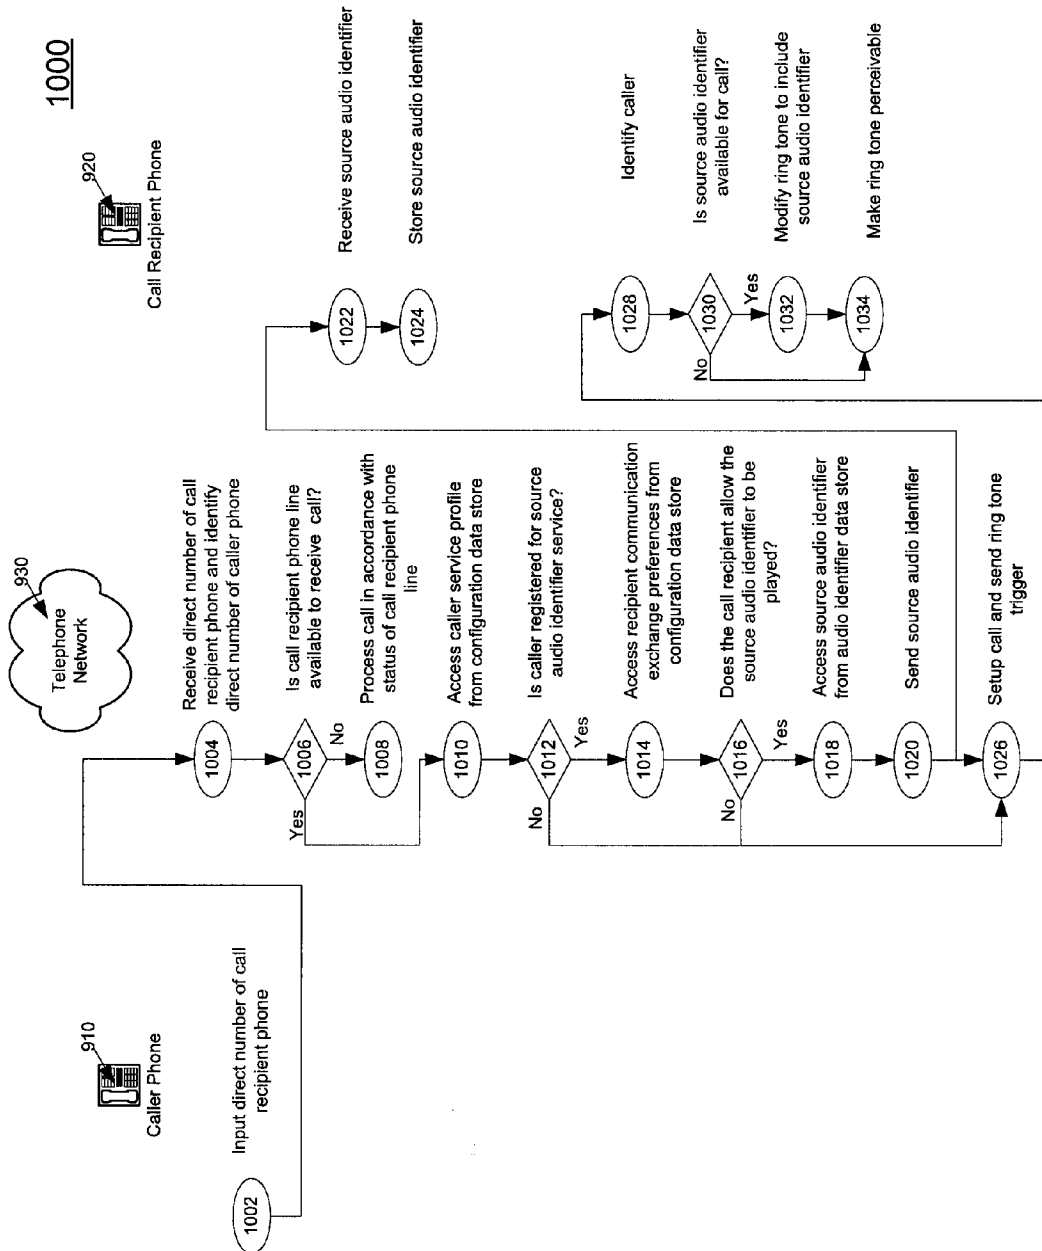 1000
910
Caller Phone
930
Telephone
Network
920
Call Recipient Phone
1002
Input direct number of call
recipient phone
1004
Receive direct number of call
recipient phone and identify
direct number of caller phone
1006
Is call recipient phone line
available to receive call?
Yes
No
1008
Process call in accordance with
status of call recipient phone
line
1010
Access caller service profile
from configuration data store
1012
Is caller registered for source
audio identifier service?
No
Yes
1014
Access recipient communication
exchange preferences from
configuration data store
1016
Does the call recipient allow the
source audio identifier to be
played?
No
Yes
1018
Access source audio identifier
from audio identifier data store
1020
Send source audio identifier
1026
Setup call and send ring tone
trigger
1022
Receive source audio identifier
1024
Store source audio identifier
1028
Identify caller
1030
Is source audio identifier
available for call?
No
Yes
1032
Modify ring tone to include
source audio identifier
1034
Make ring tone perceivable